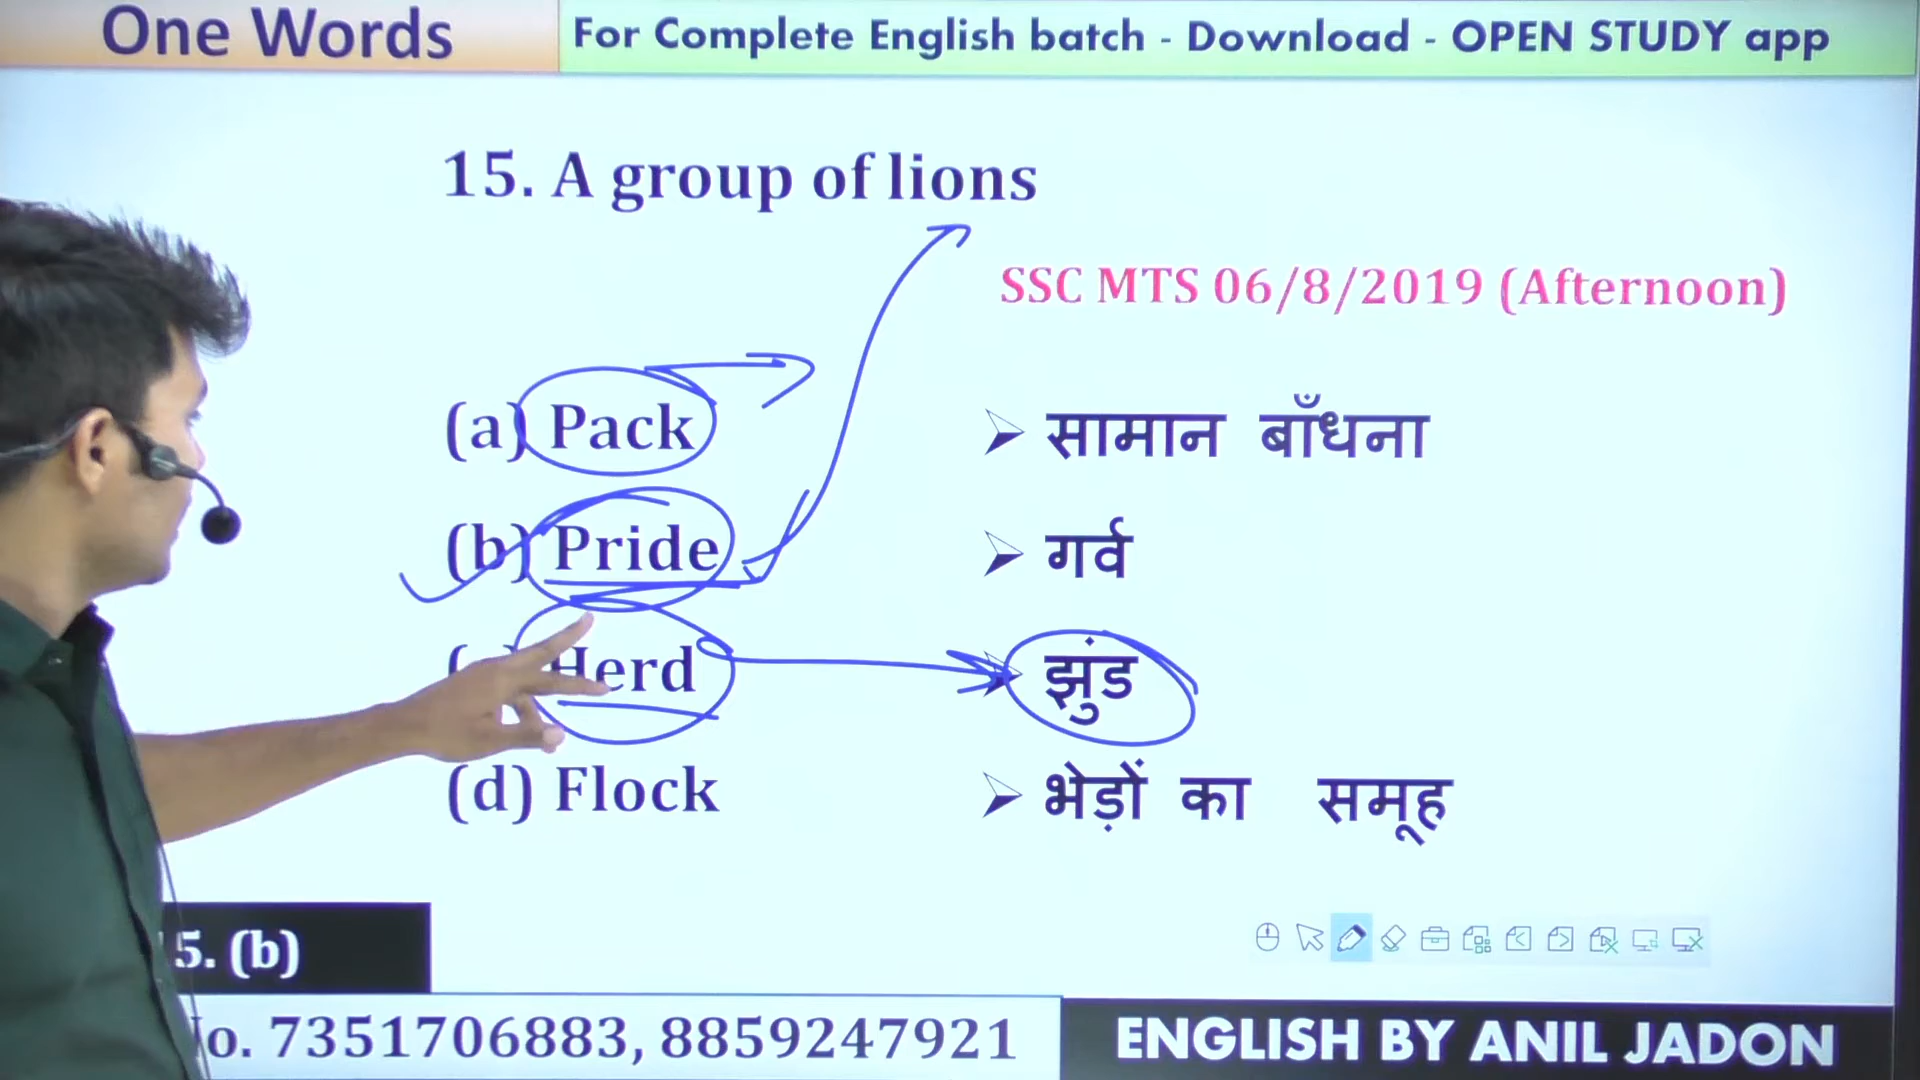 One Words
For Complete English batch - Download - OPEN STUDY app
15. A group of lions
SSC MTS 06/8/2019 (Afternoon)
(a) Pack ➤ सामान बाँधना
(b) Pride ➤ गर्व
Herd ➤ झुंड
(d) Flock ➤ भेड़ों का समूह
5. (b)
No. 7351706883, 8859247921
ENGLISH BY ANIL JADON